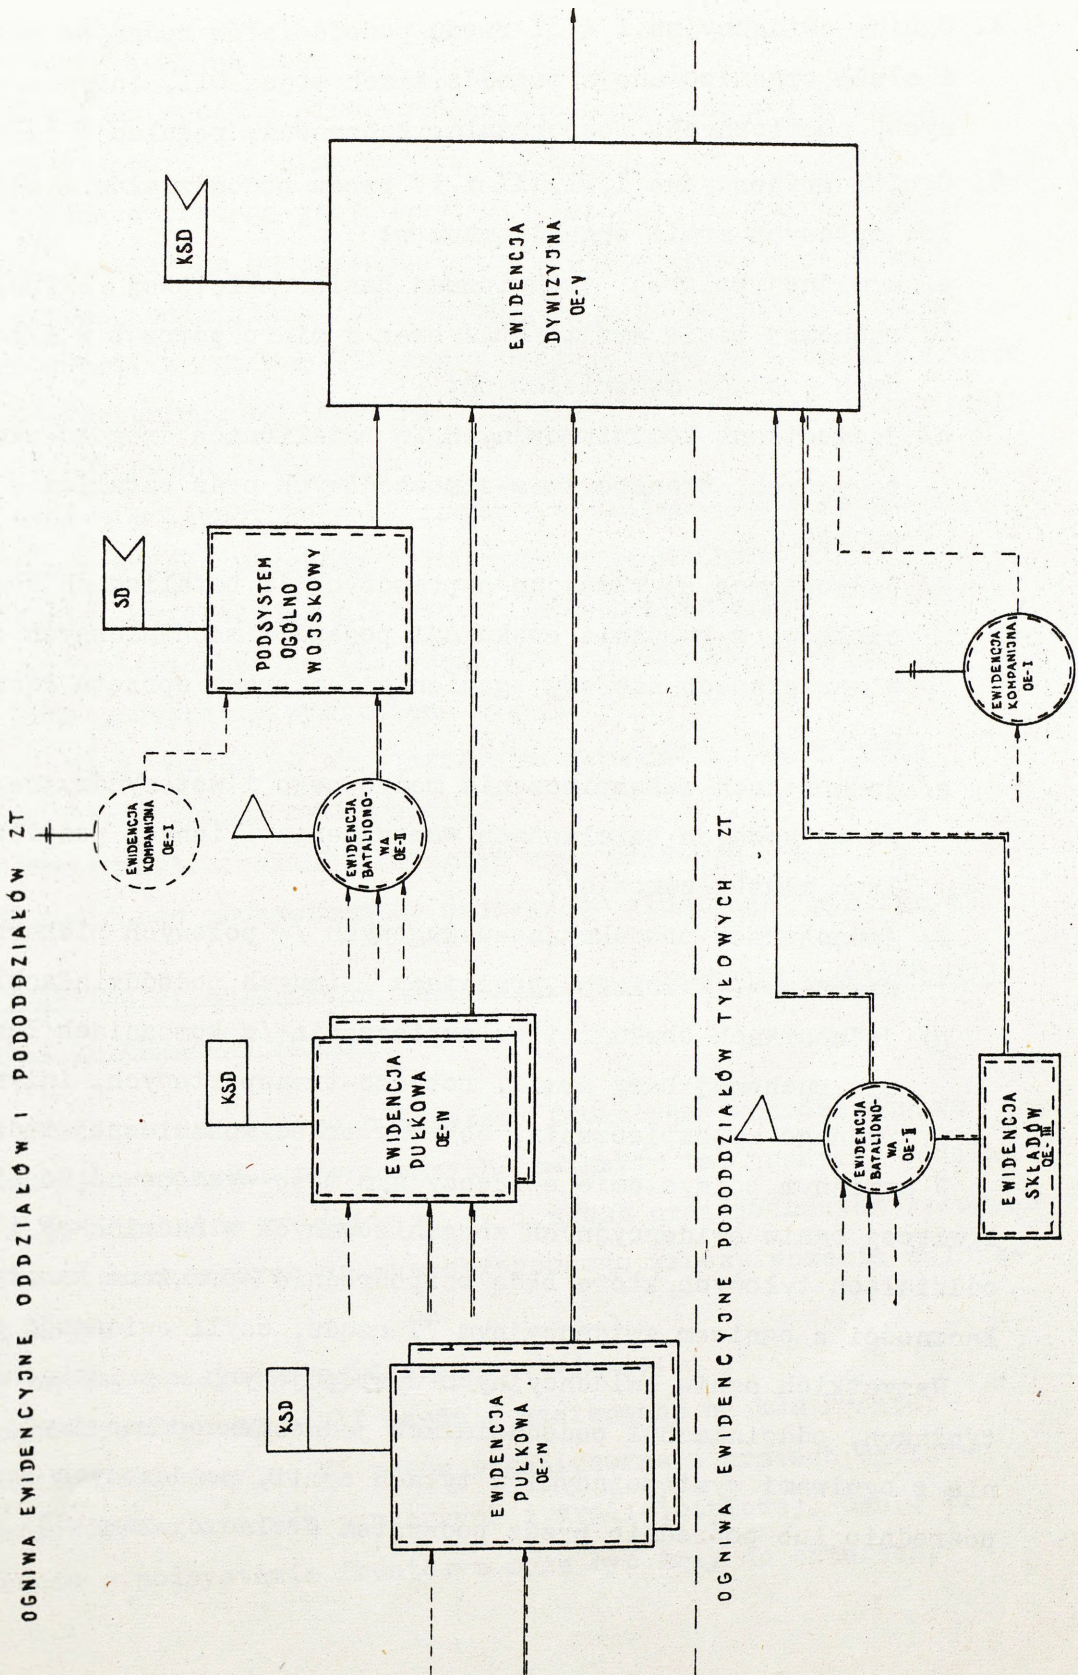 OGNIWA EWIDENCYJNE ODDZIAŁÓW I PODODDZIAŁÓW ZT
KSD
EWIDENCJA
PUŁKOWA
OE-IV
KSD
EWIDENCJA
PUŁKOWA
OE-IV
EWIDENCJA
KOMPANIJNA
OE-I
EWIDENCJA
BATALIONO-
WA
OE-II
SD
PODSYSTEM
OGÓLNO
WOJSKOWY
KSD
EWIDENCJA
DYWIZYJNA
OE-V
OGNIWA EWIDENCYJNE PODODDZIAŁÓW TYŁOWYCH ZT
EWIDENCJA
BATALIONO-
WA
OE-II
EWIDENCJA
SKŁADÓW
OE-III
EWIDENCJA
KOMPANIJNA
OE-I